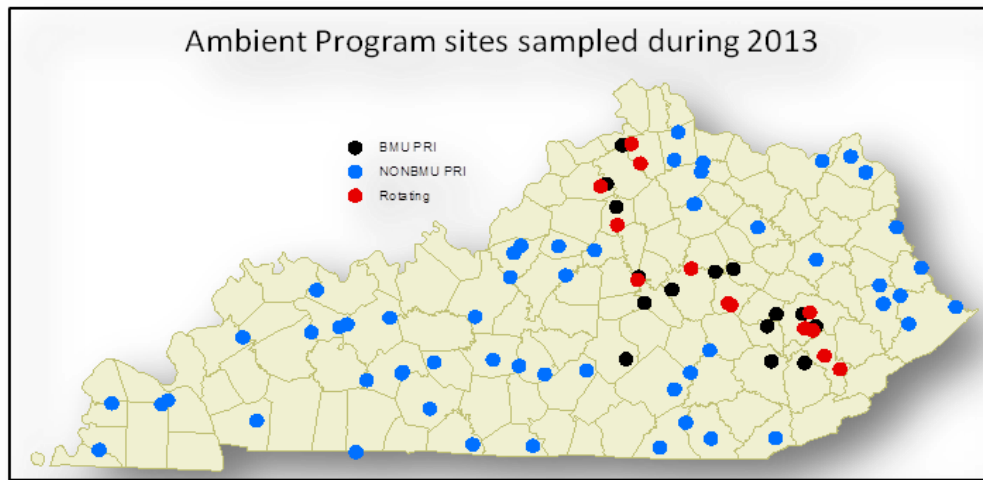 Ambient Program sites sampled during 2013
BMU PRI
NONBMU PRI
Rotating